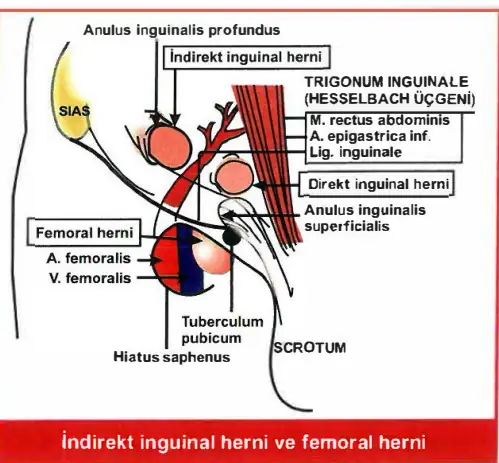 Anulus inguinalis profundus
İndirekt inguinal herni
TRIGONUM INGUINALE
(HESSELBACH ÜÇGENİ)
SIAS
M. rectus abdominis
A. epigastrica inf.
Lig. inguinale
Direkt inguinal herni
Anulus inguinalis
superficialis
Femoral herni
A. femoralis
V. femoralis
Tuberculum
pubicum
Hiatus saphenus
SCROTUM
İndirekt inguinal herni ve femoral herni